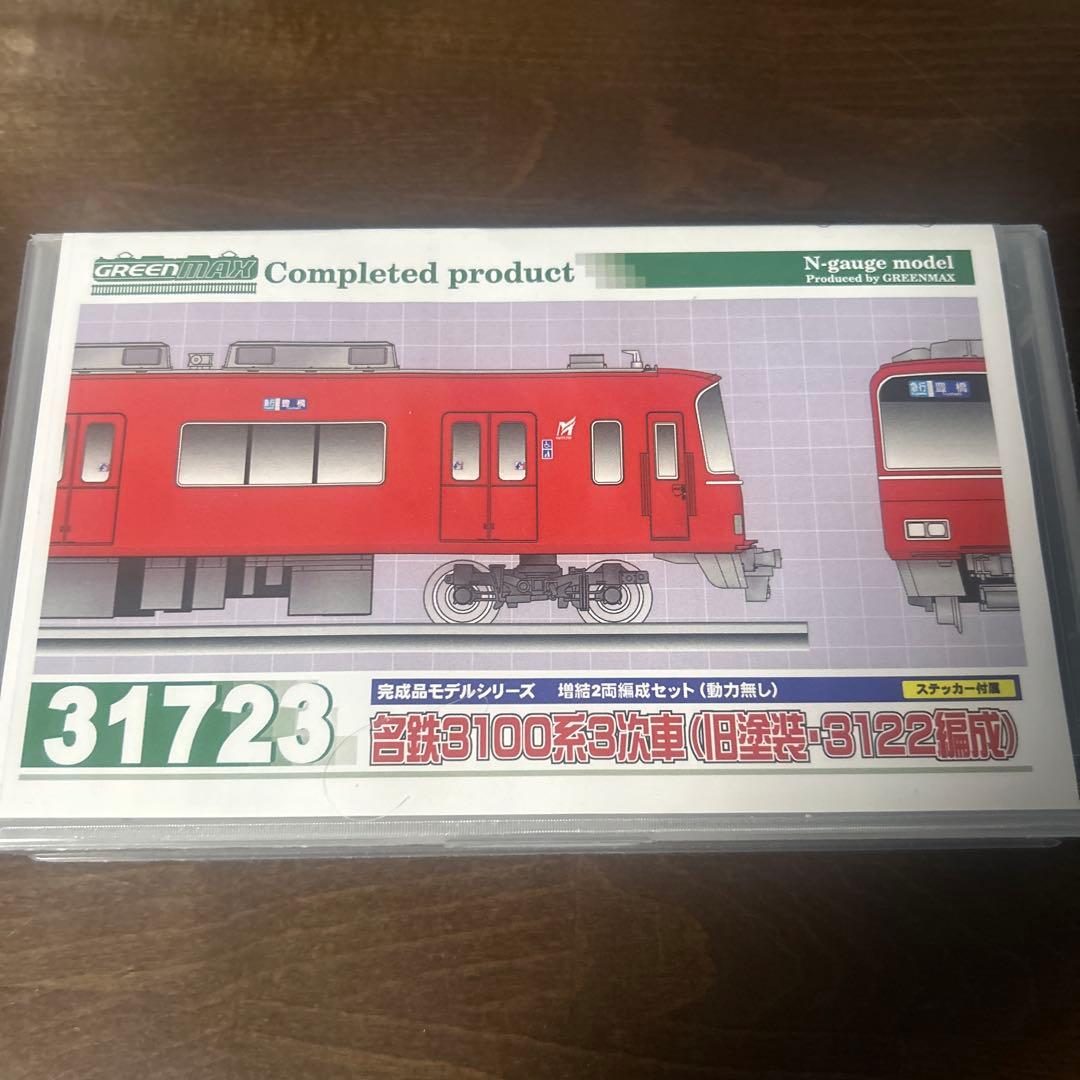 GREENMAX Completed product
N-gauge model
Produced by GREENMAX
急行 豊橋
急行 豊橋
31723
完成品モデルシリーズ 増結2両編成セット(動力無し)
ステッカー付属
名鉄3100系3次車(旧塗装・3122編成)